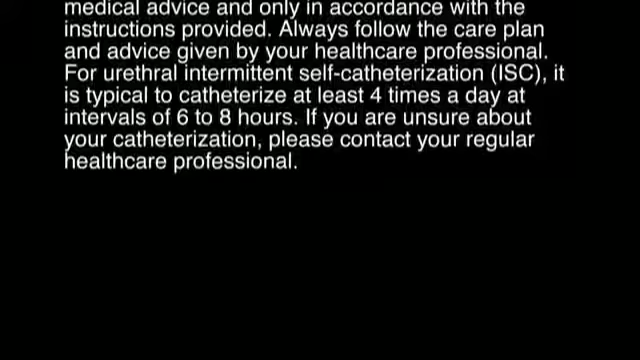 medical advice and only in accordance with the
instructions provided. Always follow the care plan
and advice given by your healthcare professional.
For urethral intermittent self-catheterization (ISC), it
is typical to catheterize at least 4 times a day at
intervals of 6 to 8 hours. If you are unsure about
your catheterization, please contact your regular
healthcare professional.